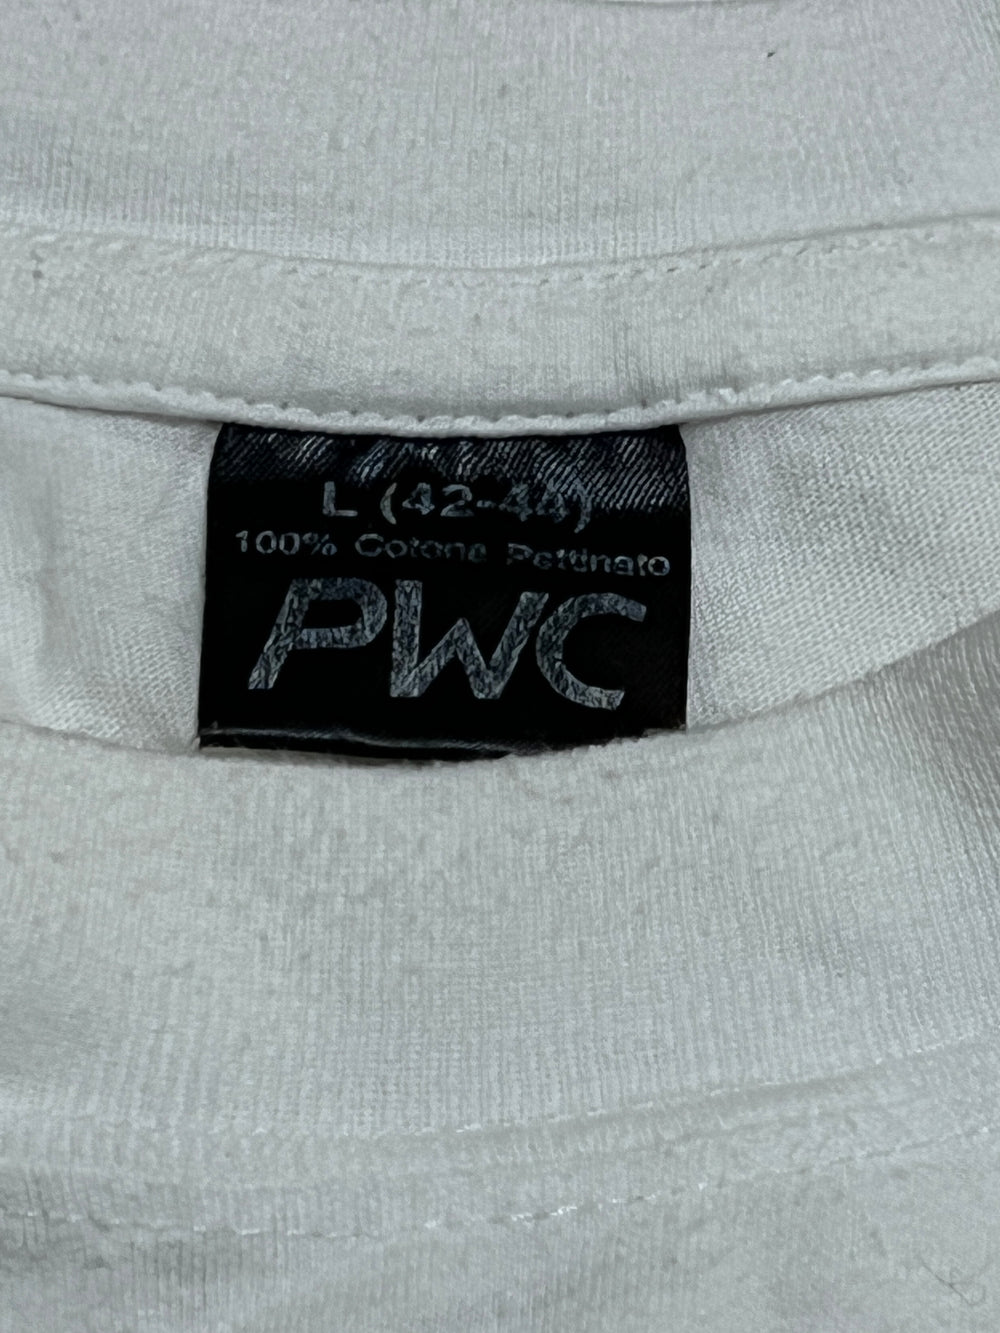 L (42-44)
100% Cotone Pettinato
PWC